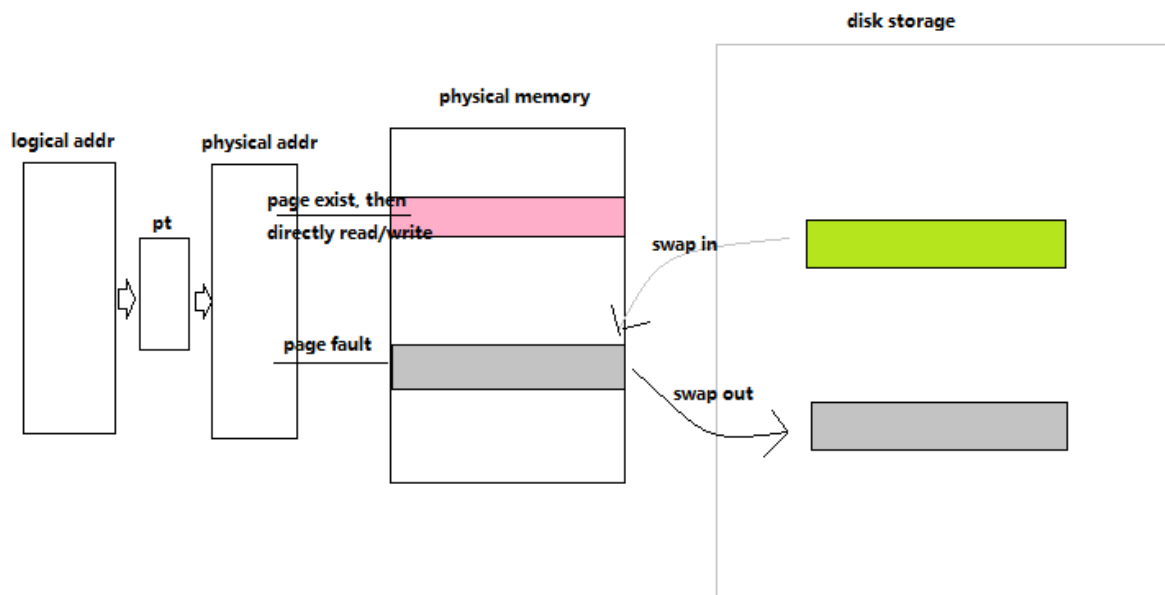 disk storage
physical memory
logical addr
physical addr
pt
page exist, then
directly read/write
swap in
page fault
swap out